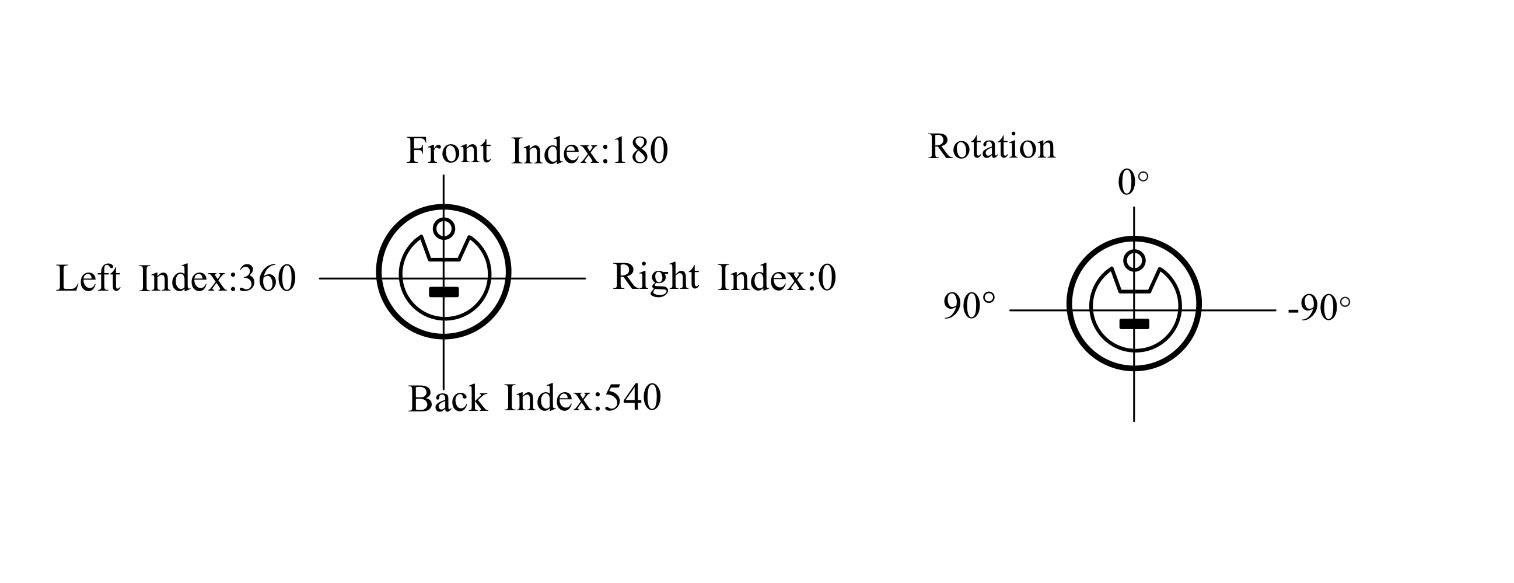 Front Index:180
Left Index:360
Right Index:0
Back Index:540
Rotation
0°
90°
-90°